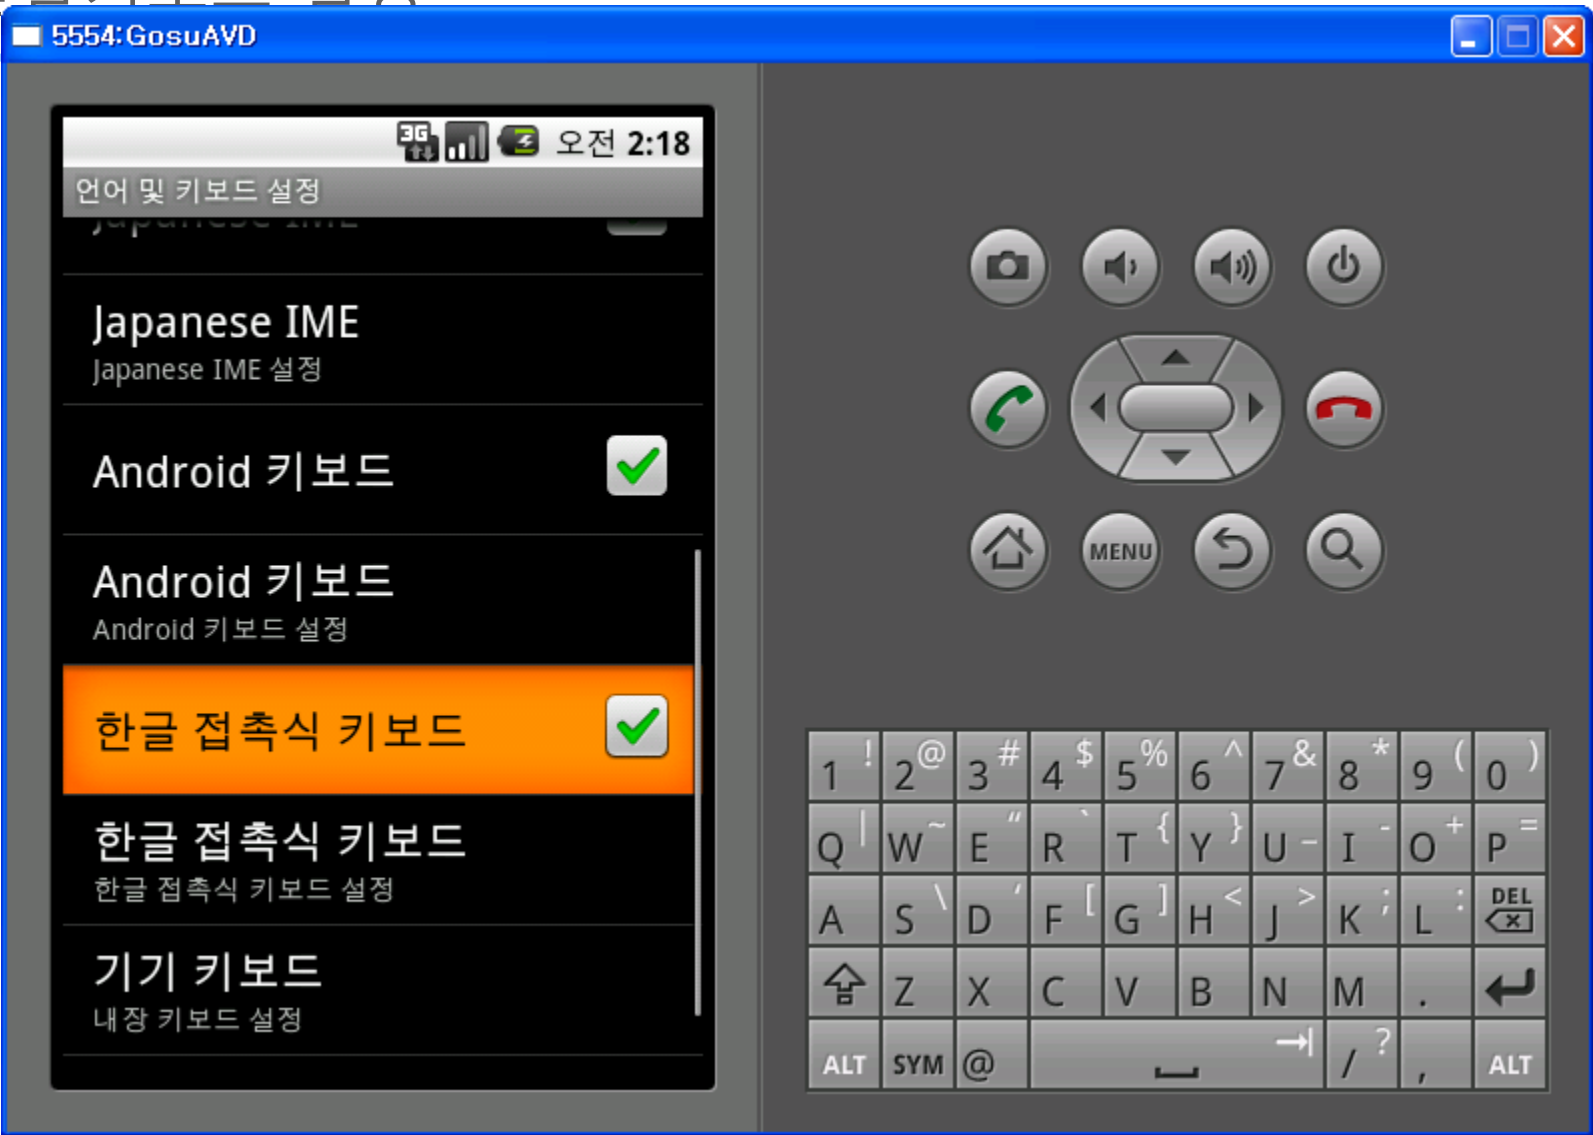 5554:GosuAVD
3G 오전 2:18
언어 및 키보드 설정
Japanese IME
Japanese IME
Japanese IME 설정
Android 키보드
Android 키보드
Android 키보드 설정
한글 접촉식 키보드
한글 접촉식 키보드
한글 접촉식 키보드 설정
기기 키보드
내장 키보드 설정
MENU
1 ! 2 @ 3 # 4 $ 5 % 6 ^ 7 & 8 * 9 ( 0 )
Q | W ~ E " R ` T { Y } U _ I - O + P =
A S \ D ' F [ G ] H < J > K ; L : DEL
Z X C V B N M .
ALT SYM @ / ? , ALT